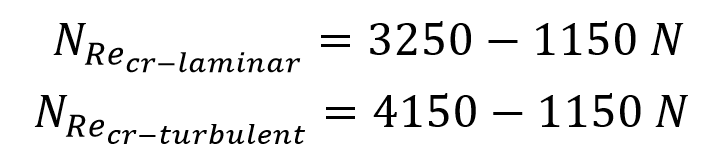 N_{Re_{cr-laminar}} = 3250 − 1150 N
N_{Re_{cr-turbulent}} = 4150 − 1150 N